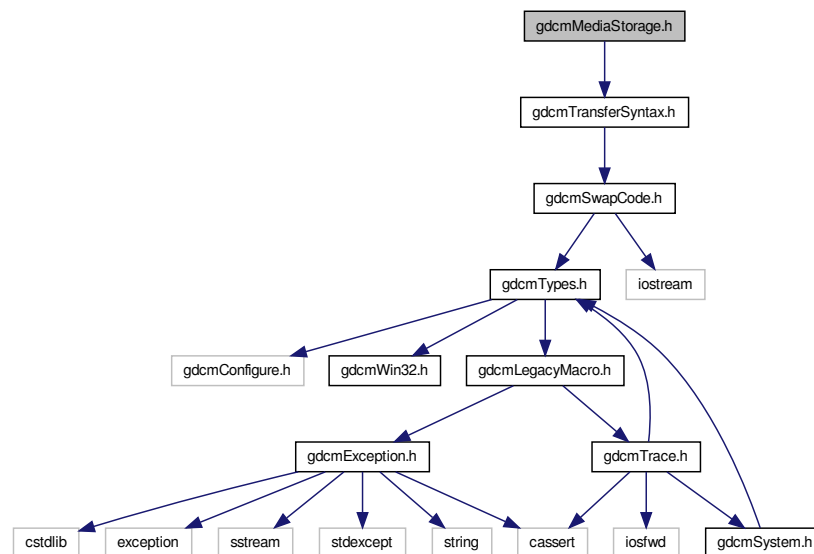 gdcmMediaStorage.h
gdcmTransferSyntax.h
gdcmSwapCode.h
gdcmTypes.h
iostream
gdcmConfigure.h
gdcmWin32.h
gdcmLegacyMacro.h
gdcmException.h
gdcmTrace.h
cstdlib
exception
sstream
stdexcept
string
cassert
iosfwd
gdcmSystem.h